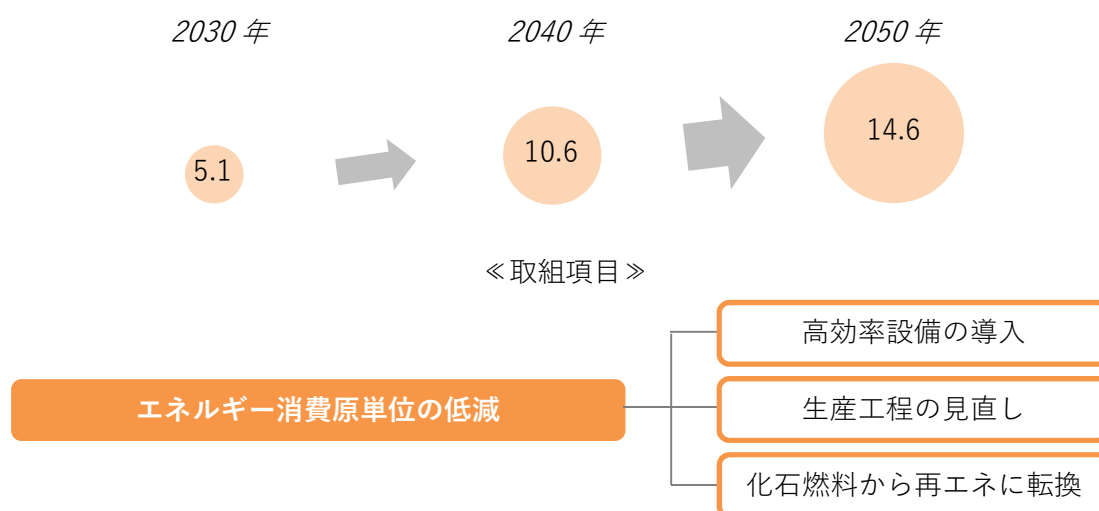 2030年
2040年
2050年
5.1
10.6
14.6
≪取組項目≫
高効率設備の導入
エネルギー消費原単位の低減
生産工程の見直し
化石燃料から再エネに転換